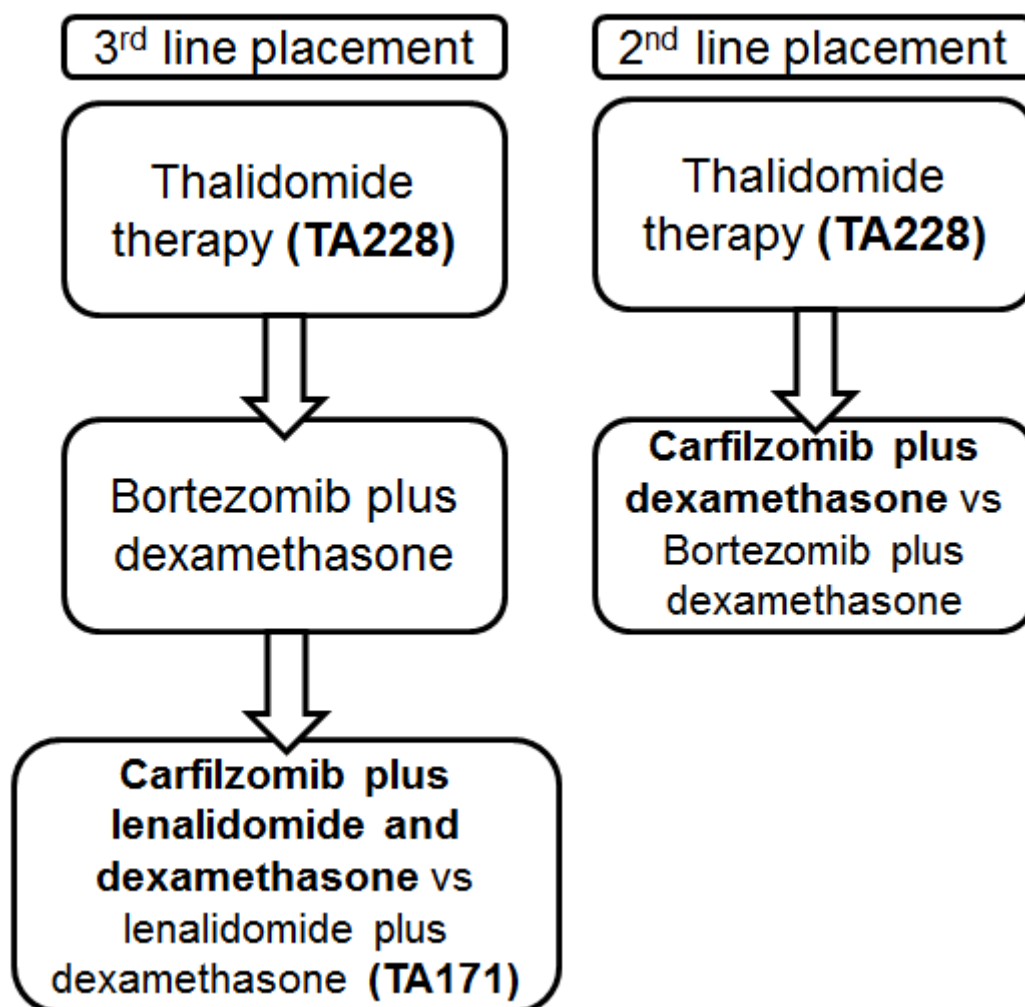 3rd line placement
Thalidomide
therapy (TA228)
Bortezomib plus
dexamethasone
Carfilzomib plus
lenalidomide and
dexamethasone vs
lenalidomide plus
dexamethasone (TA171)
2nd line placement
Thalidomide
therapy (TA228)
Carfilzomib plus
dexamethasone vs
Bortezomib plus
dexamethasone